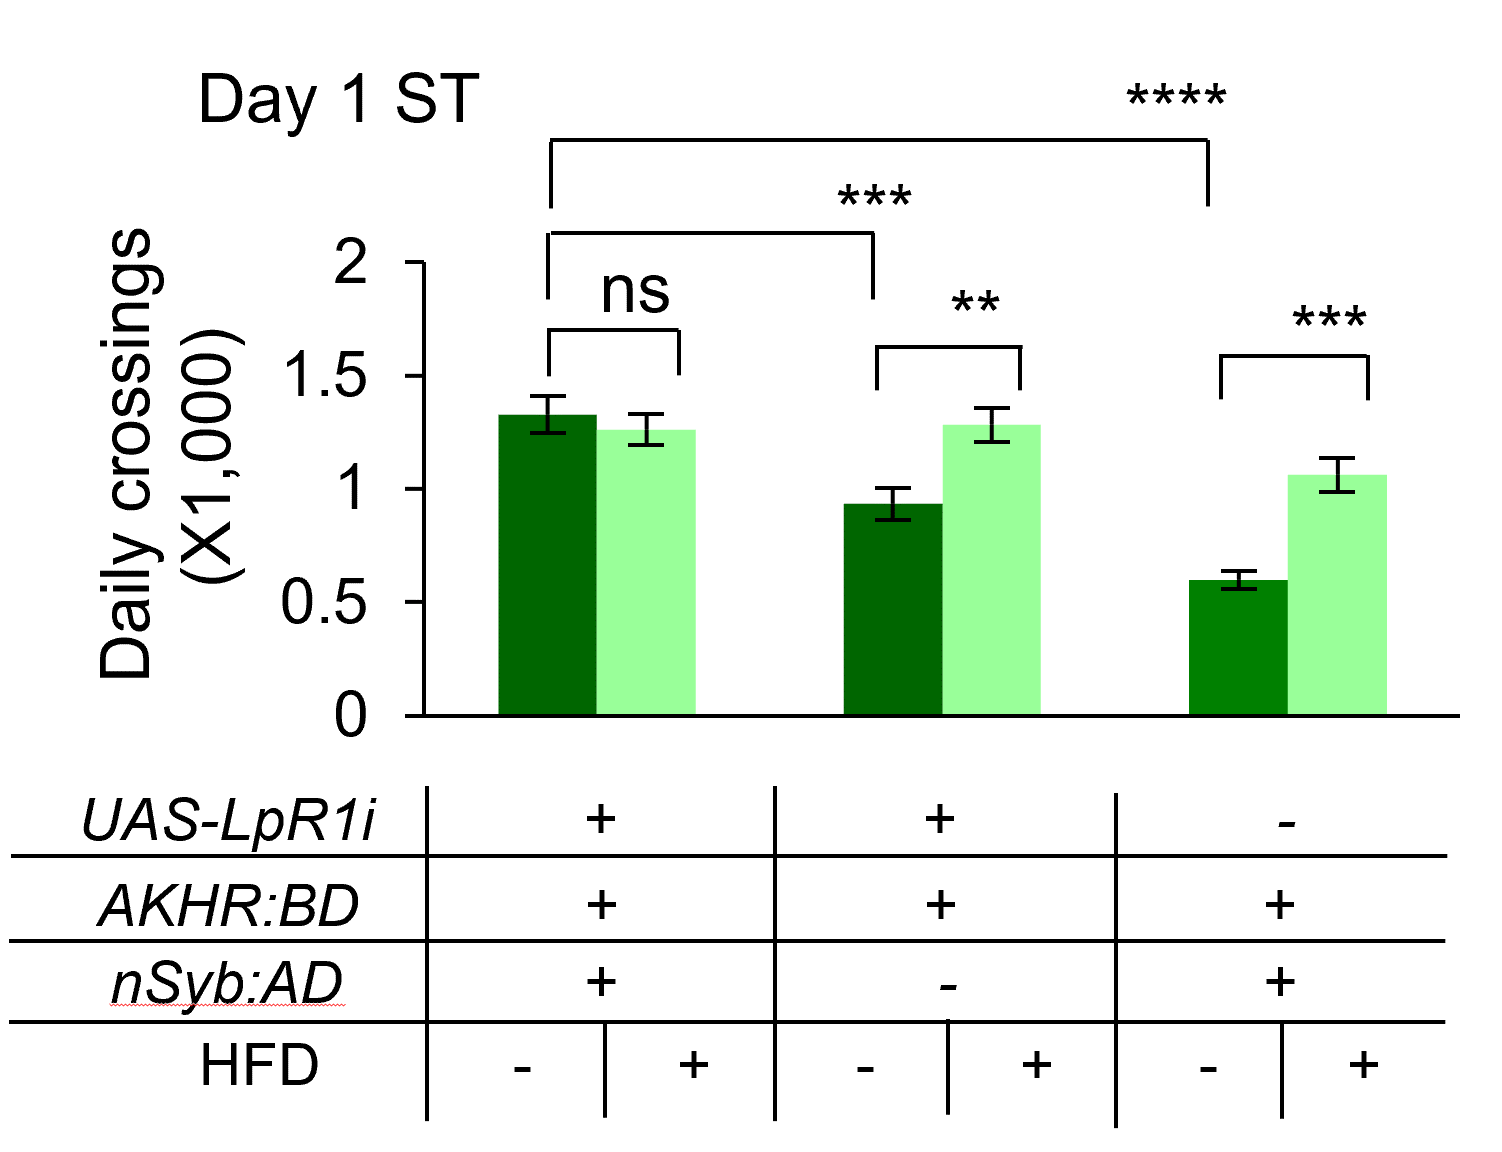 Day 1 ST
****
***
ns
**
***
Daily crossings
(X1,000)
2
1.5
1
0.5
0
UAS-LpR1i + + -
AKHR:BD + + +
nSyb:AD + - +
HFD - + - + - +